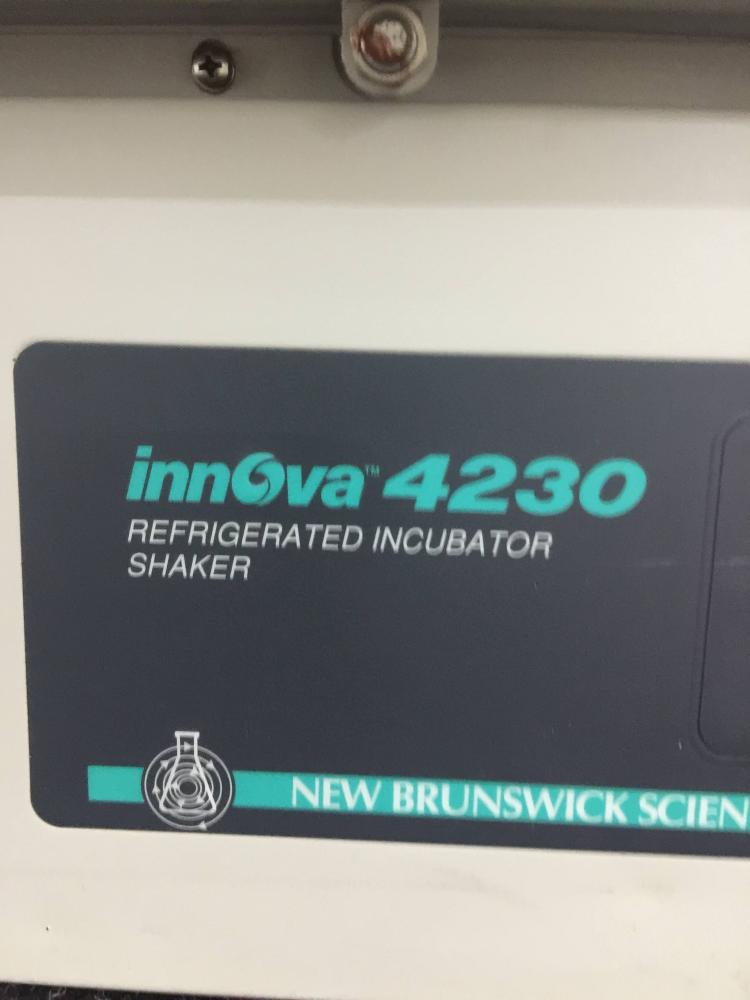 innova™ 4230
REFRIGERATED INCUBATOR
SHAKER
NEW BRUNSWICK SCIEN